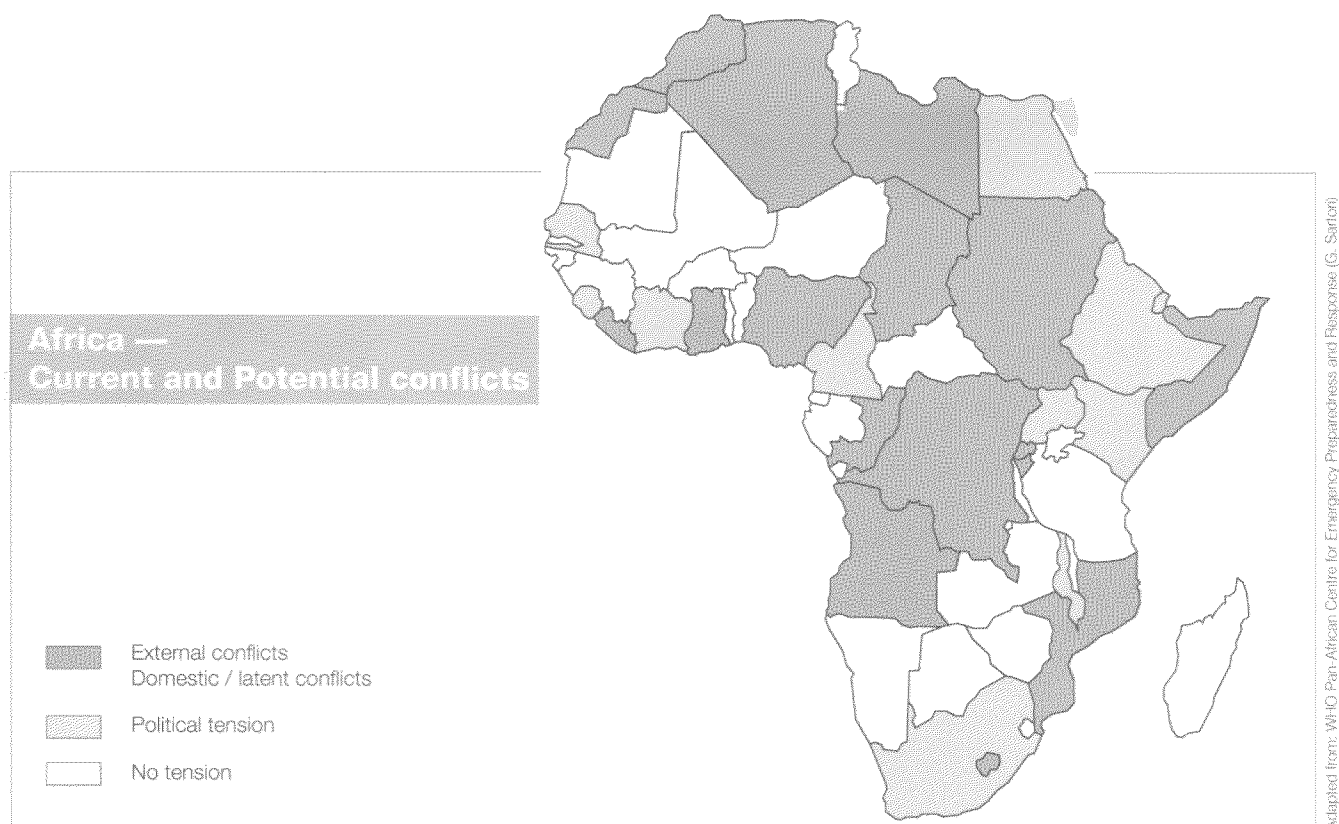 Africa —
Current and Potential conflicts
External conflicts
Domestic / latent conflicts
Political tension
No tension
Adapted from: WHO Pan-African Centre for Emergency Preparedness and Response (G. Sartori)